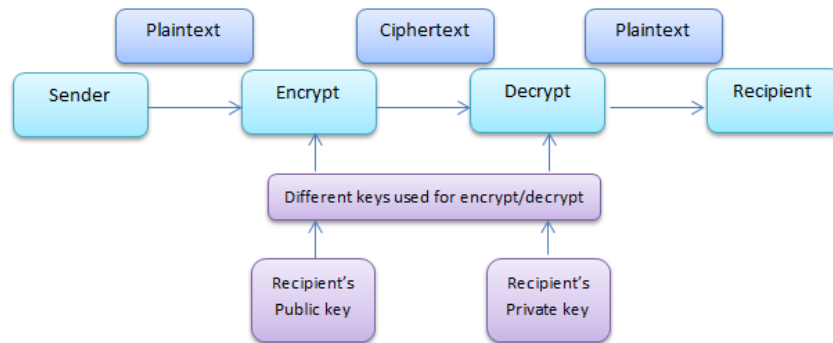 Plaintext
Ciphertext
Plaintext
Sender
Encrypt
Decrypt
Recipient
Different keys used for encrypt/decrypt
Recipient's
Public key
Recipient's
Private key